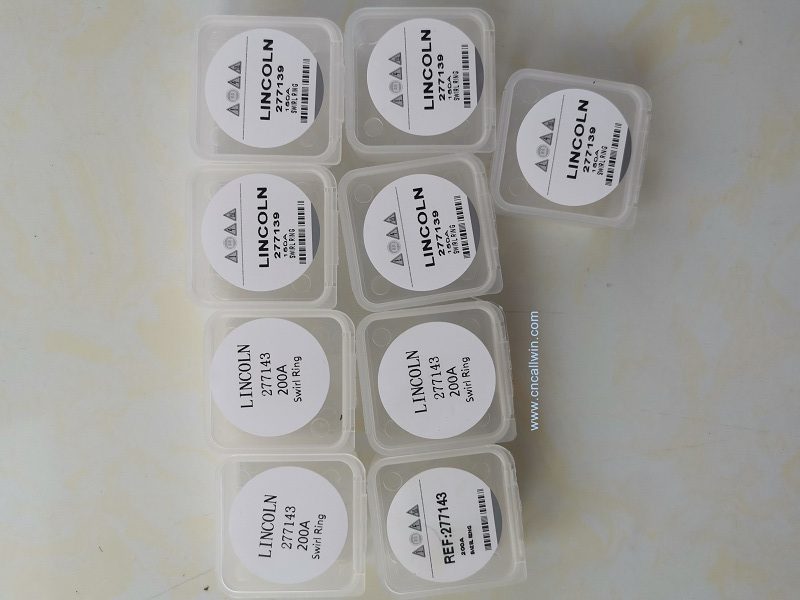 LINCOLN
277139
150A
SWIRL RING
LINCOLN
277139
150A
SWIRL RING
LINCOLN
277139
150A
SWIRL RING
LINCOLN
277139
150A
SWIRL RING
LINCOLN
277139
150A
SWIRL RING
LINCOLN
277143
200A
Swirl Ring
LINCOLN
277143
200A
Swirl Ring
LINCOLN
277143
200A
Swirl Ring
REF:277143
200A
SWIRL RING
www.cncallwin.com